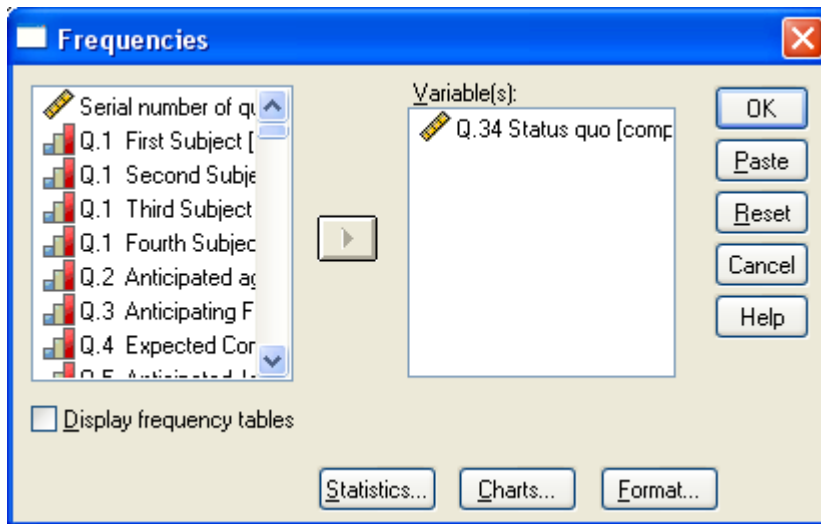 Frequencies
Serial number of qu
Q.1 First Subject [
Q.1 Second Subje
Q.1 Third Subject
Q.1 Fourth Subjec
Q.2 Anticipated ag
Q.3 Anticipating F
Q.4 Expected Cor
Variable(s):
Q.34 Status quo [comp
OK
Paste
Reset
Cancel
Help
Display frequency tables
Statistics...
Charts...
Format...